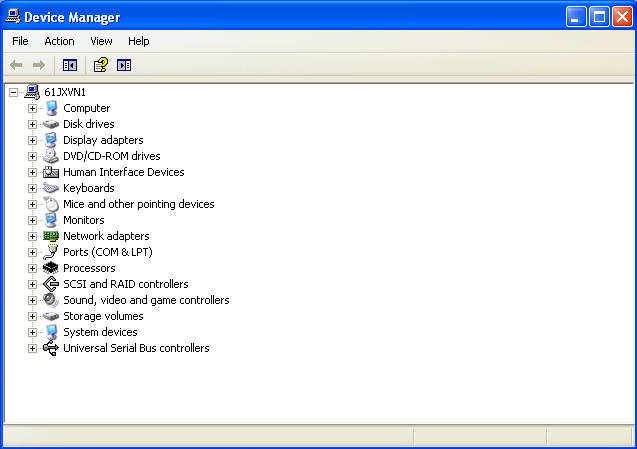 Device Manager
File Action View Help
61JXVN1
Computer
Disk drives
Display adapters
DVD/CD-ROM drives
Human Interface Devices
Keyboards
Mice and other pointing devices
Monitors
Network adapters
Ports (COM & LPT)
Processors
SCSI and RAID controllers
Sound, video and game controllers
Storage volumes
System devices
Universal Serial Bus controllers